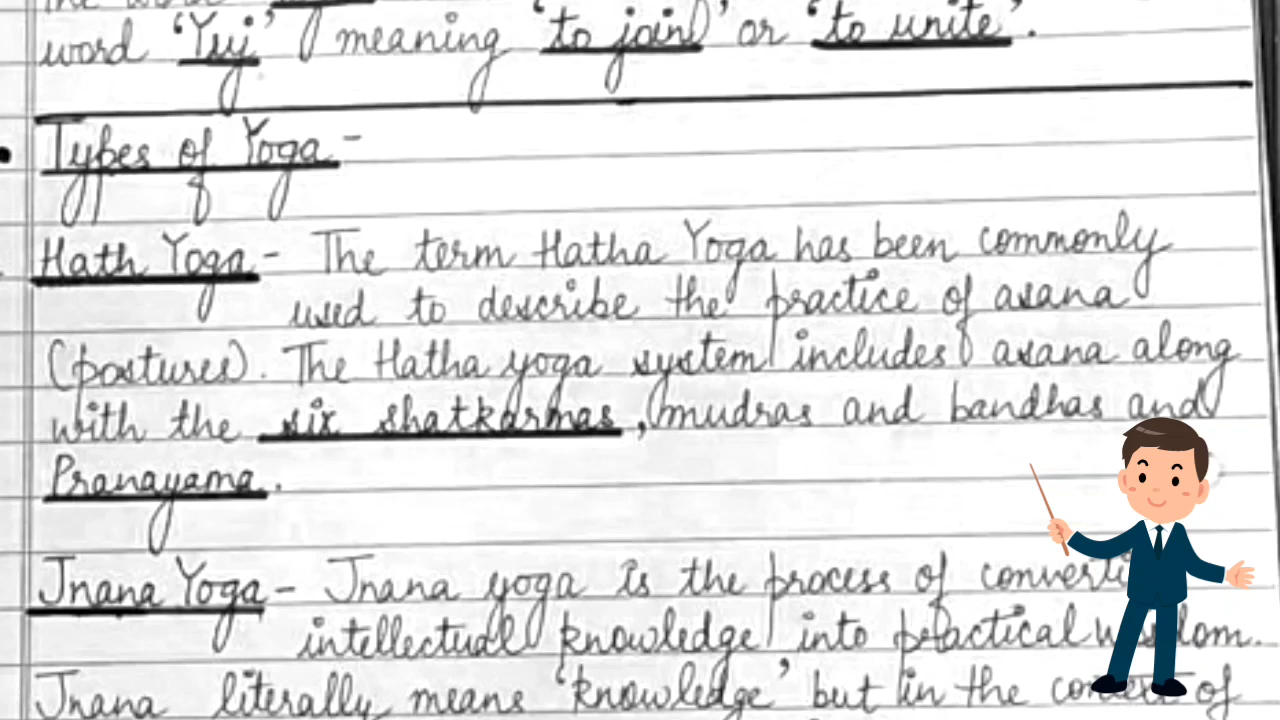 word 'Yuj' meaning 'to join' or 'to unite'.
Types of Yoga -
Hath Yoga - The term Hatha Yoga has been commonly
used to describe the practice of asana
(postures). The Hatha yoga system includes asana along
with the six shatkarmas, mudras and bandhas and
Pranayama.
Jnana Yoga - Jnana yoga is the process of
intellectual knowledge into practical wisdom.
Jnana literally means 'knowledge' but in the context of